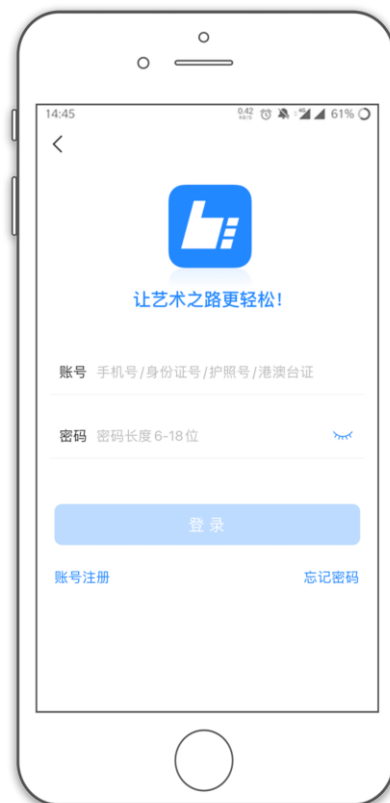 14:45
0.42 KB/S 4G 61%
让艺术之路更轻松!
账号 手机号/身份证号/护照号/港澳台证
密码 密码长度6-18位
登录
账号注册 忘记密码